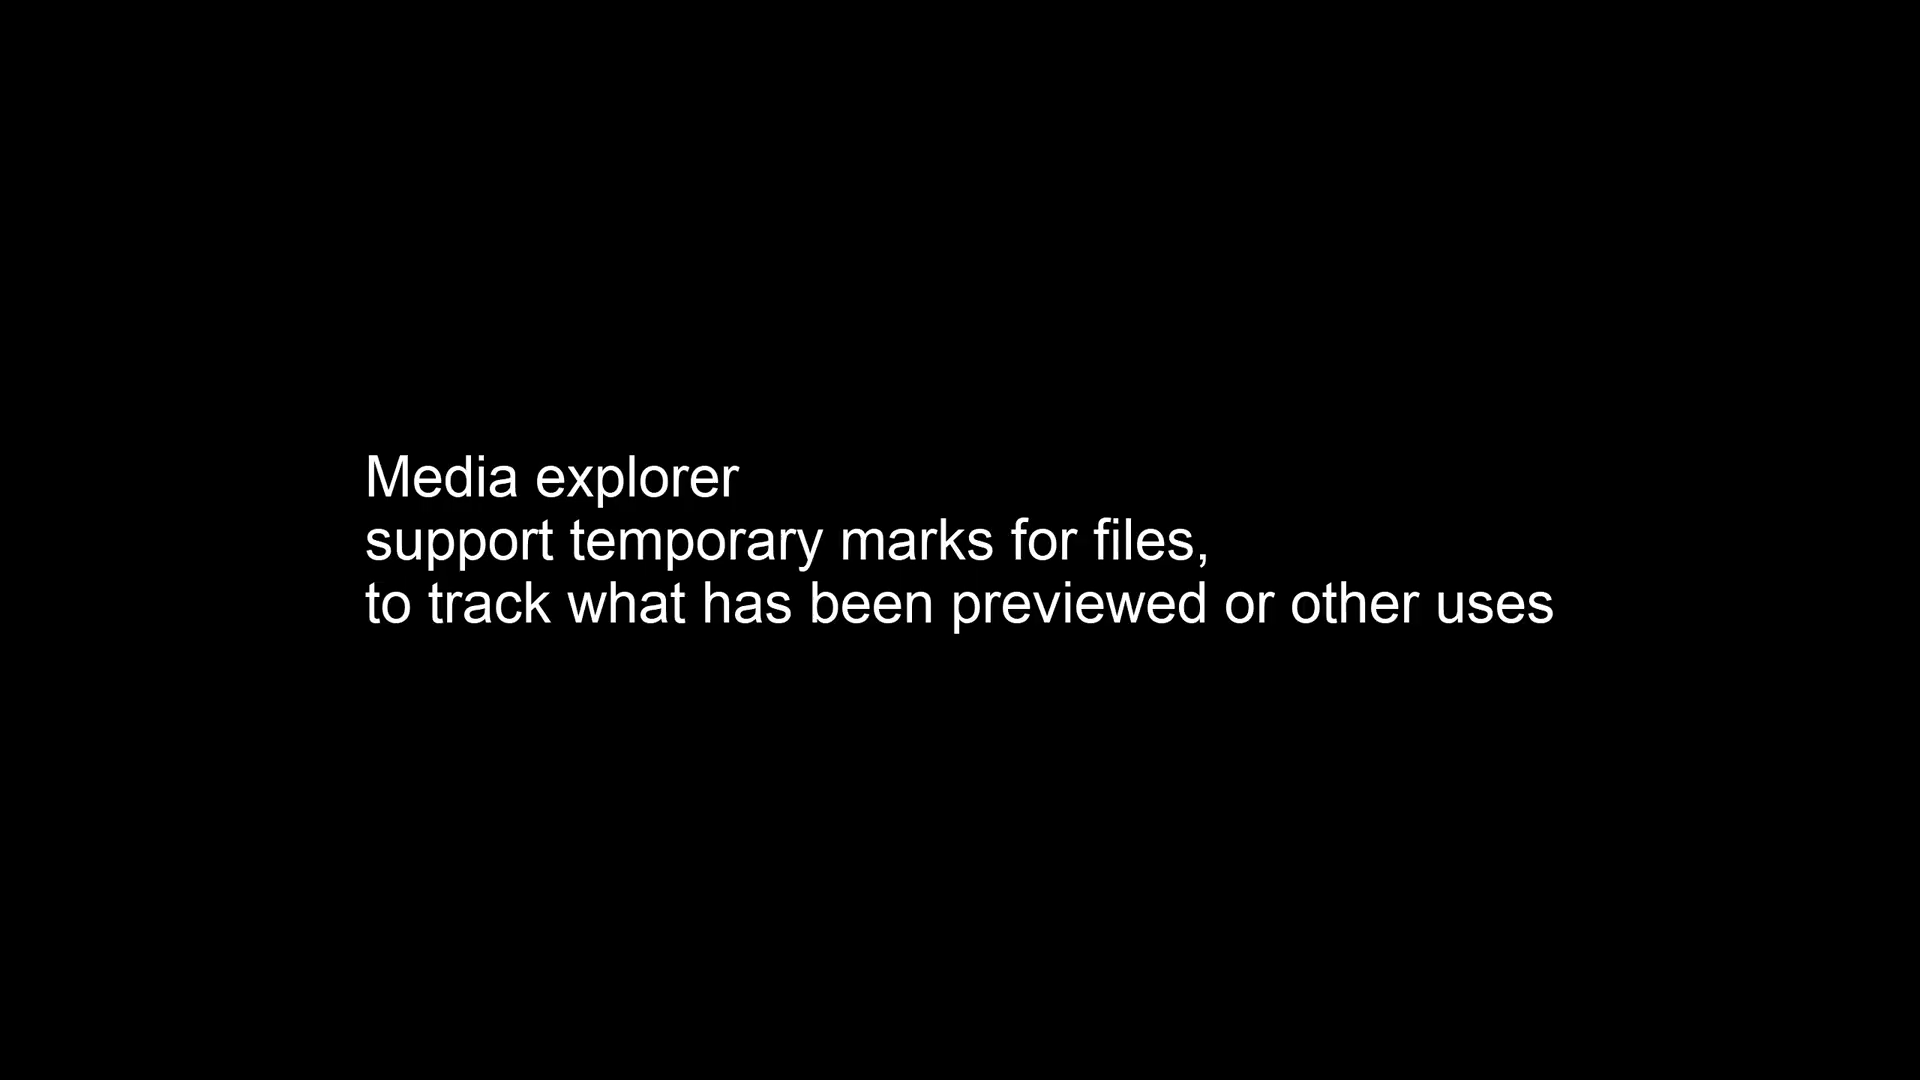 Media explorer
support temporary marks for files,
to track what has been previewed or other uses